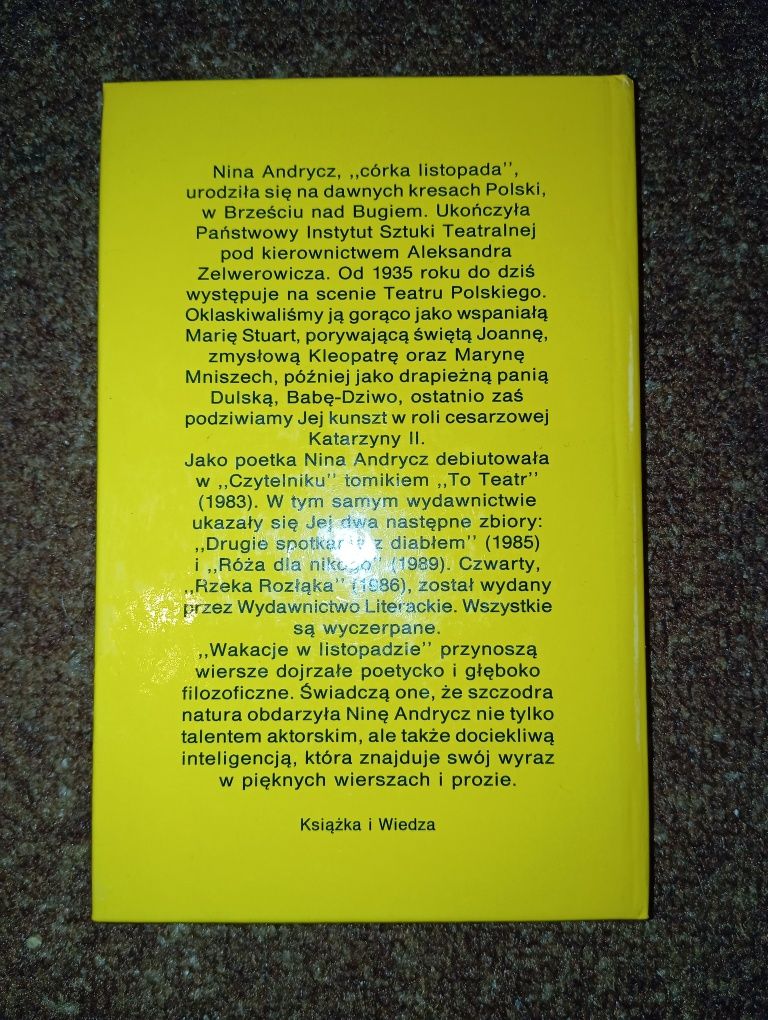 Nina Andrycz, ,,córka listopada'',
urodziła się na dawnych kresach Polski,
w Brześciu nad Bugiem. Ukończyła
Państwowy Instytut Sztuki Teatralnej
pod kierownictwem Aleksandra
Zelwerowicza. Od 1935 roku do dziś
występuje na scenie Teatru Polskiego.
Oklaskiwaliśmy ją gorąco jako wspaniałą
Marię Stuart, porywającą świętą Joannę,
zmysłową Kleopatrę oraz Marynę
Mniszech, później jako drapieżną panią
Dulską, Babę-Dziwo, ostatnio zaś
podziwiamy Jej kunszt w roli cesarzowej
Katarzyny II.
Jako poetka Nina Andrycz debiutowała
w ,,Czytelniku'' tomikiem ,,To Teatr''
(1983). W tym samym wydawnictwie
ukazały się Jej dwa następne zbiory:
,,Drugie spotkanie z diabłem'' (1985)
i ,,Róża dla nikogo'' (1989). Czwarty,
,,Rzeka Rozłąka'' (1986), został wydany
przez Wydawnictwo Literackie. Wszystkie
są wyczerpane.
,,Wakacje w listopadzie'' przynoszą
wiersze dojrzałe poetycko i głęboko
filozoficzne. Świadczą one, że szczodra
natura obdarzyła Ninę Andrycz nie tylko
talentem aktorskim, ale także dociekliwą
inteligencją, która znajduje swój wyraz
w pięknych wierszach i prozie.
Książka i Wiedza